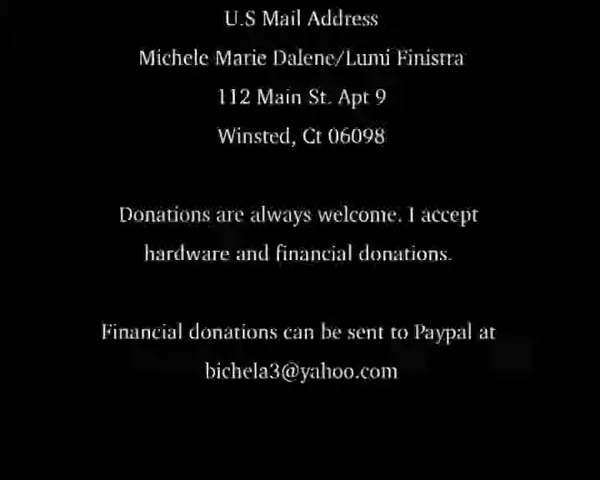 U.S Mail Address
Michele Marie Dalene/Lumi Finistra
112 Main St. Apt 9
Winsted, Ct 06098
Donations are always welcome. I accept
hardware and financial donations.
Financial donations can be sent to Paypal at
bichela3@yahoo.com